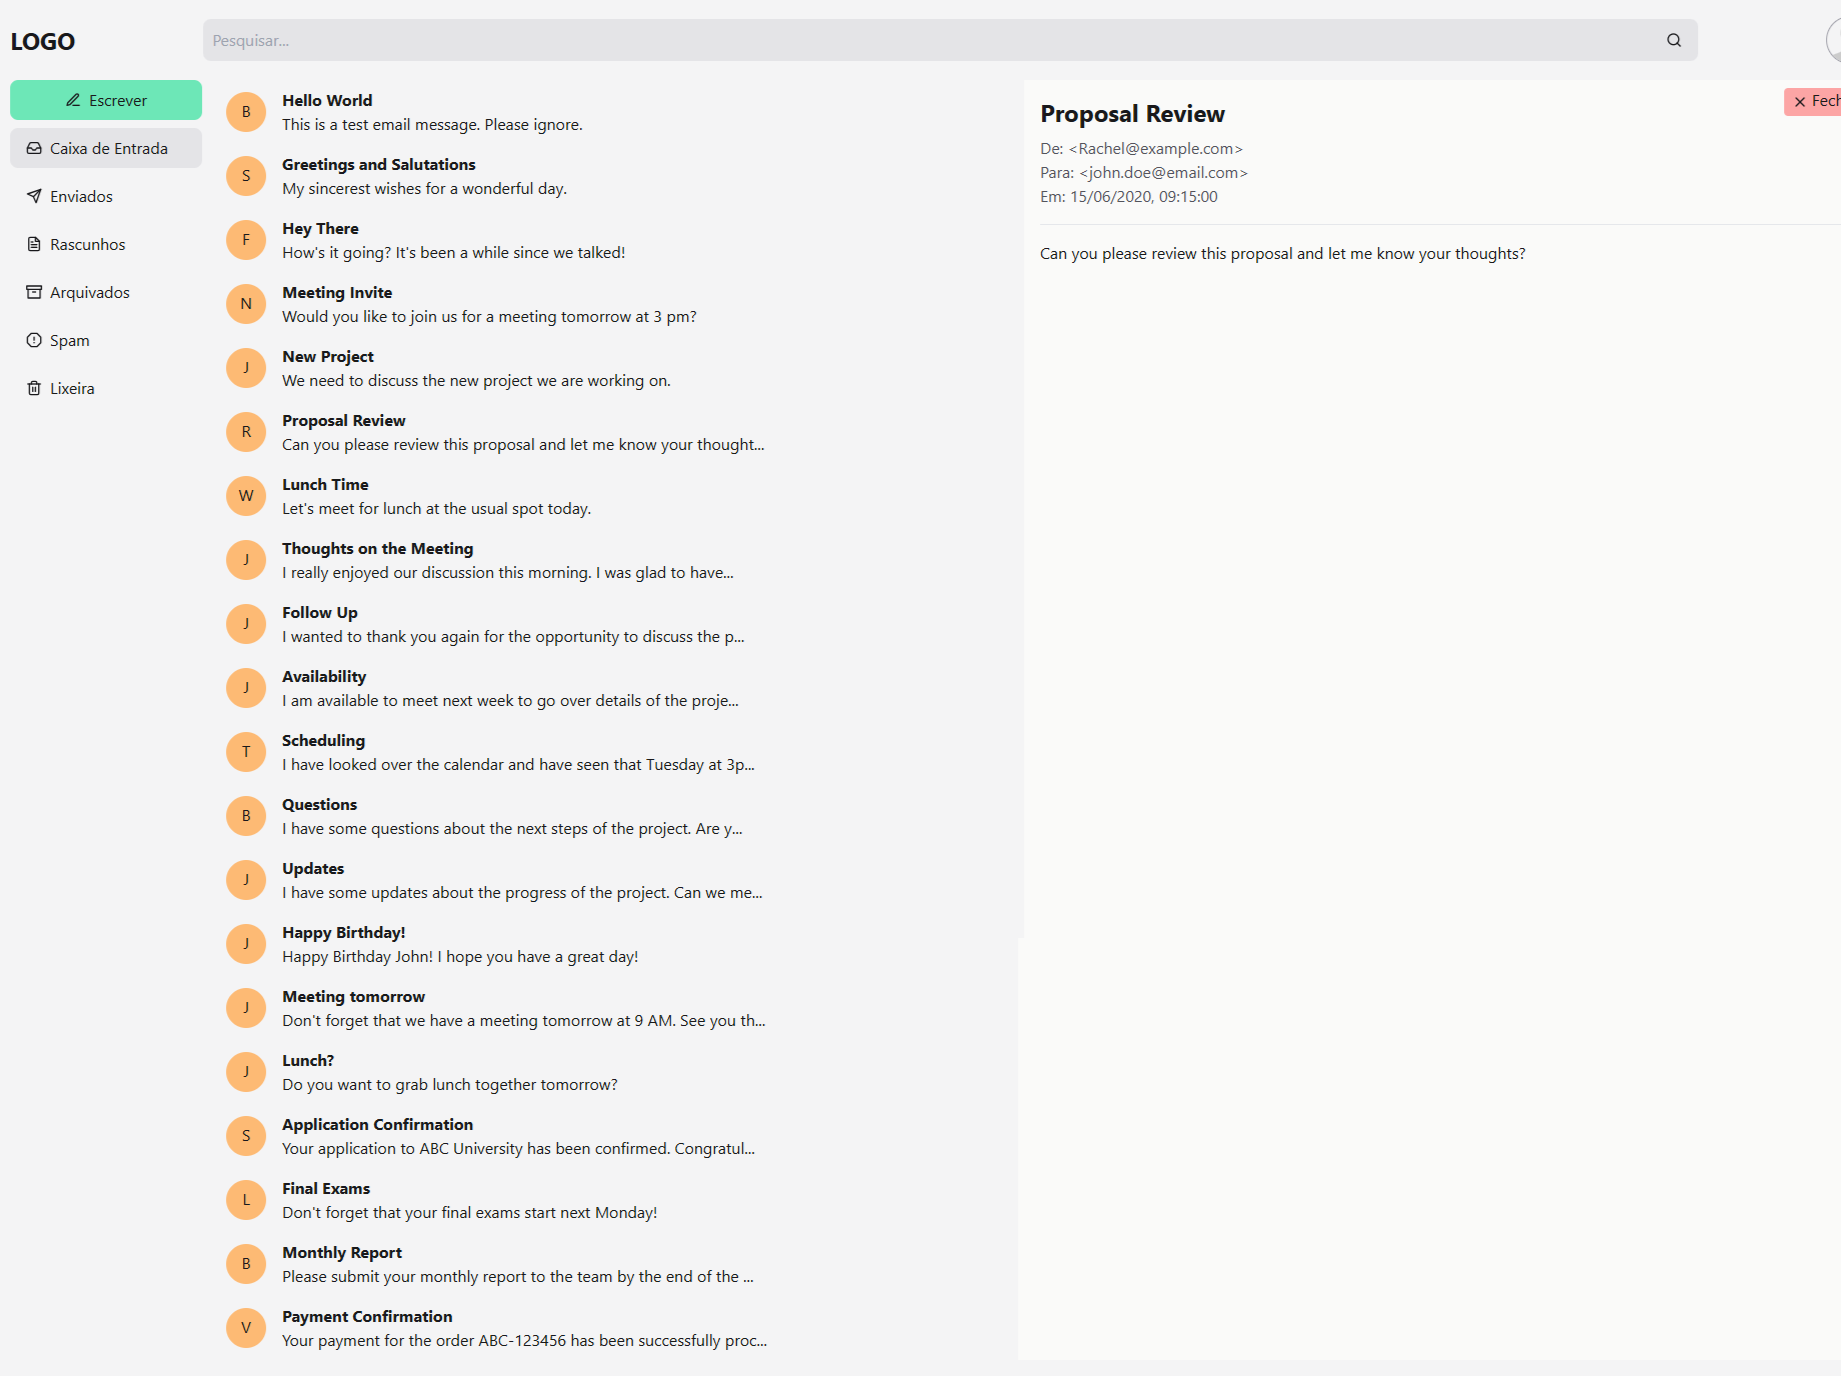 LOGO
Pesquisar...
Escrever
Caixa de Entrada
Enviados
Rascunhos
Arquivados
Spam
Lixeira
B
Hello World
This is a test email message. Please ignore.
S
Greetings and Salutations
My sincerest wishes for a wonderful day.
F
Hey There
How's it going? It's been a while since we talked!
N
Meeting Invite
Would you like to join us for a meeting tomorrow at 3 pm?
J
New Project
We need to discuss the new project we are working on.
R
Proposal Review
Can you please review this proposal and let me know your thought...
W
Lunch Time
Let's meet for lunch at the usual spot today.
J
Thoughts on the Meeting
I really enjoyed our discussion this morning. I was glad to have...
J
Follow Up
I wanted to thank you again for the opportunity to discuss the p...
J
Availability
I am available to meet next week to go over details of the proje...
T
Scheduling
I have looked over the calendar and have seen that Tuesday at 3p...
B
Questions
I have some questions about the next steps of the project. Are y...
J
Updates
I have some updates about the progress of the project. Can we me...
J
Happy Birthday!
Happy Birthday John! I hope you have a great day!
J
Meeting tomorrow
Don't forget that we have a meeting tomorrow at 9 AM. See you th...
J
Lunch?
Do you want to grab lunch together tomorrow?
S
Application Confirmation
Your application to ABC University has been confirmed. Congratul...
L
Final Exams
Don't forget that your final exams start next Monday!
B
Monthly Report
Please submit your monthly report to the team by the end of the ...
V
Payment Confirmation
Your payment for the order ABC-123456 has been successfully proc...
Proposal Review
Fech
De: <Rachel@example.com>
Para: <john.doe@email.com>
Em: 15/06/2020, 09:15:00
Can you please review this proposal and let me know your thoughts?